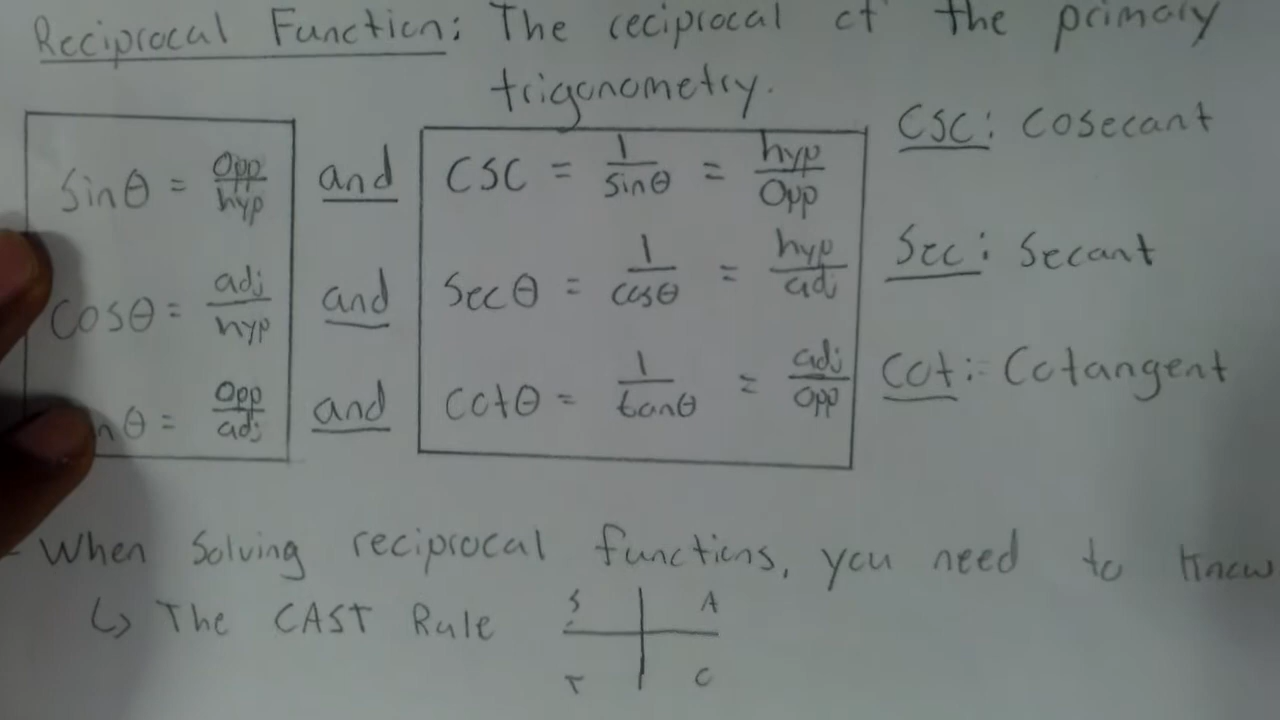 Reciprocal Function: The reciprocal of the primary
trigonometry.
Sinθ = Opp/hyp and CSC = 1/sinθ = hyp/Opp CSC: Cosecant
Cosθ = adj/hyp and Secθ = 1/cosθ = hyp/adj Sec: Secant
nθ = Opp/adj and Cotθ = 1/tanθ = adj/opp Cot:- Cotangent
- When Solving reciprocal functions, you need to know
↳ The CAST Rule
S A
T C